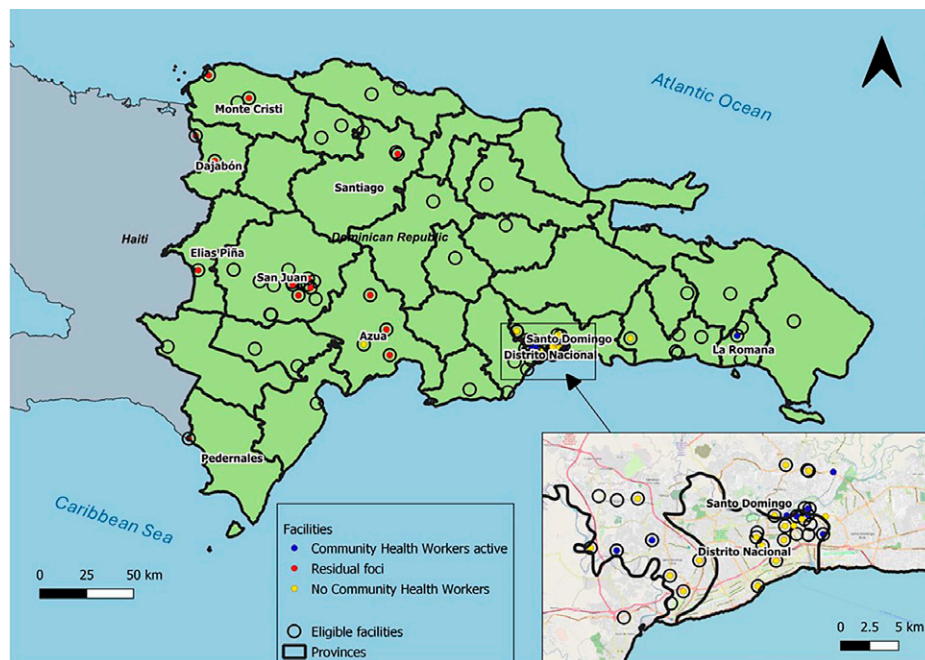 Atlantic Ocean
Monte Cristi
Dajabón
Santiago
Haiti
Dominican Republic
Elias Piña
San Juan
Azua
Santo Domingo
Distrito Nacional
La Romana
Pedernales
Caribbean Sea
0 25 50 km
Facilities
Community Health Workers active
Residual foci
No Community Health Workers
Eligible facilities
Provinces
Santo Domingo
Distrito Nacional
0 2.5 5 km